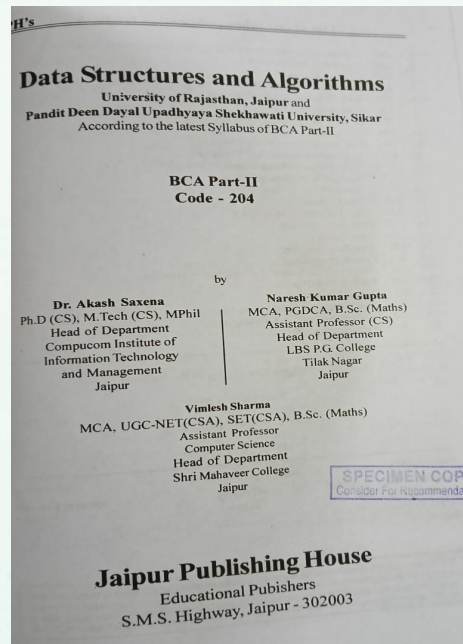 PH's
Data Structures and Algorithms
University of Rajasthan, Jaipur and
Pandit Deen Dayal Upadhyaya Shekhawati University, Sikar
According to the latest Syllabus of BCA Part-II
BCA Part-II
Code - 204
by
Dr. Akash Saxena
Ph.D (CS), M.Tech (CS), MPhil
Head of Department
Compucom Institute of
Information Technology
and Management
Jaipur
Naresh Kumar Gupta
MCA, PGDCA, B.Sc. (Maths)
Assistant Professor (CS)
Head of Department
LBS P.G. College
Tilak Nagar
Jaipur
Vimlesh Sharma
MCA, UGC-NET(CSA), SET(CSA), B.Sc. (Maths)
Assistant Professor
Computer Science
Head of Department
Shri Mahaveer College
Jaipur
SPECIMEN COP
Consider For Recommenda
Jaipur Publishing House
Educational Pubishers
S.M.S. Highway, Jaipur - 302003